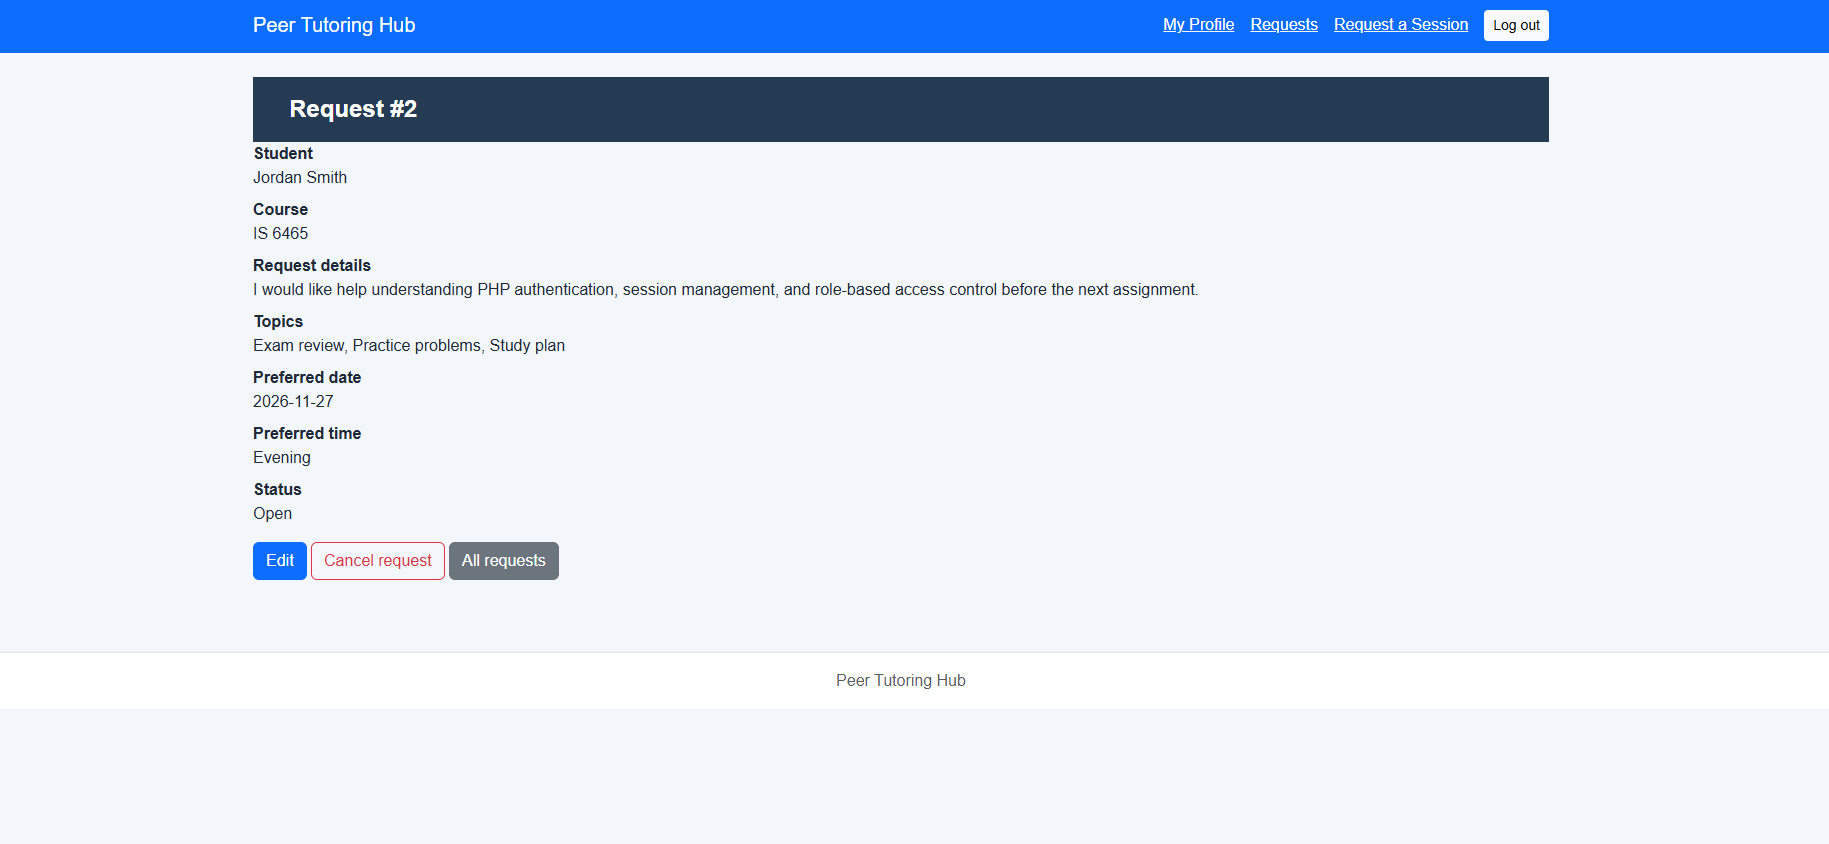 Peer Tutoring Hub
My Profile Requests Request a Session Log out
Request #2
Student
Jordan Smith
Course
IS 6465
Request details
I would like help understanding PHP authentication, session management, and role-based access control before the next assignment.
Topics
Exam review, Practice problems, Study plan
Preferred date
2026-11-27
Preferred time
Evening
Status
Open
Edit Cancel request All requests
Peer Tutoring Hub